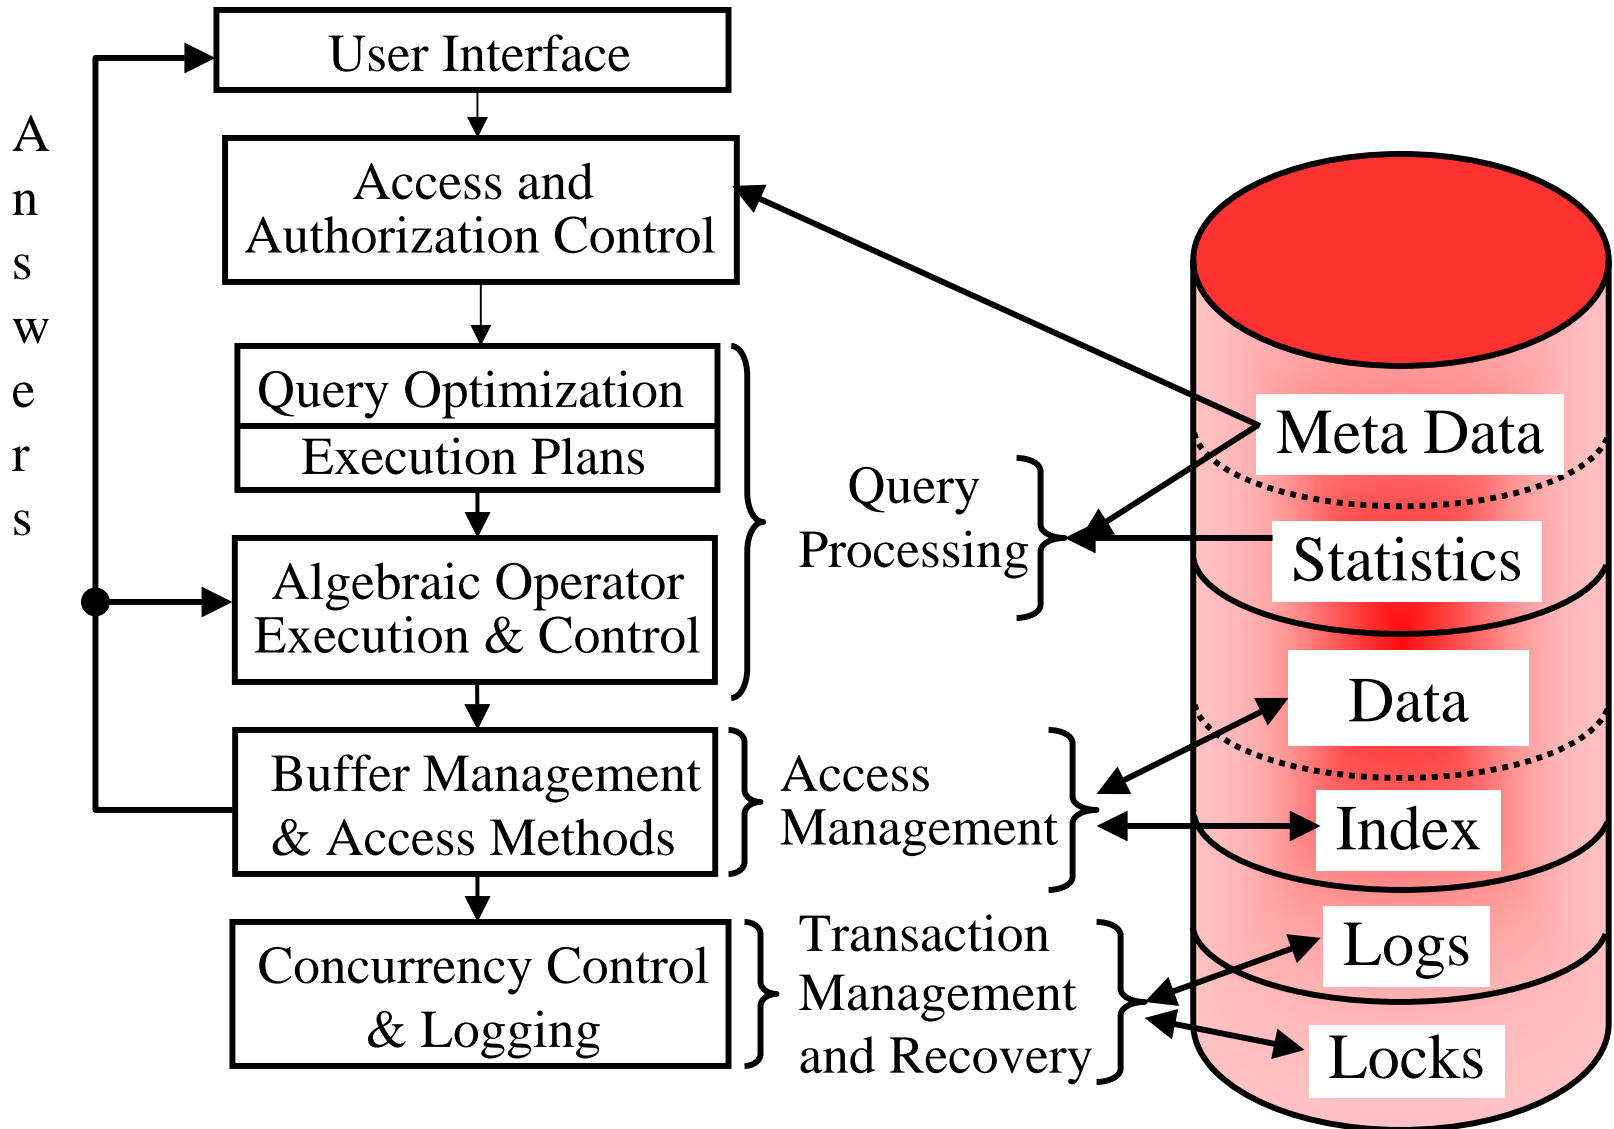 Answers
User Interface
Access and
Authorization Control
Query Optimization
Execution Plans
Algebraic Operator
Execution & Control
Buffer Management
& Access Methods
Concurrency Control
& Logging
Query
Processing
Access
Management
Transaction
Management
and Recovery
Meta Data
Statistics
Data
Index
Logs
Locks